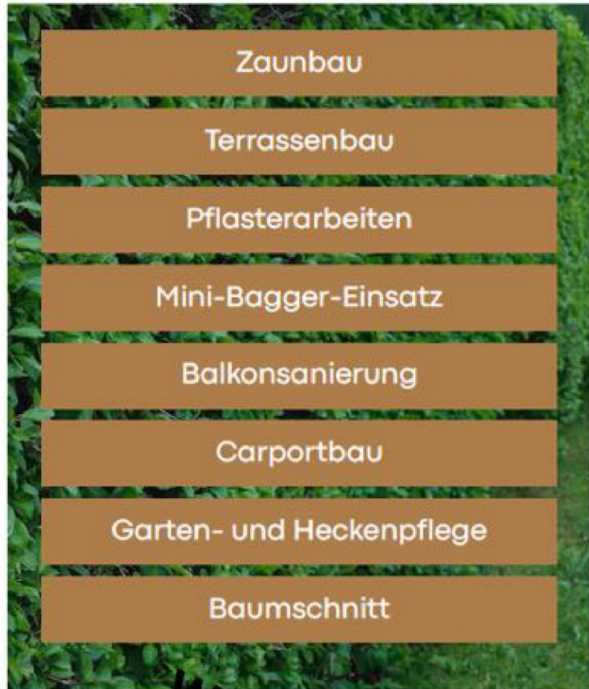 Zaunbau
Terrassenbau
Pflasterarbeiten
Mini-Bagger-Einsatz
Balkonsanierung
Carportbau
Garten- und Heckenpflege
Baumschnitt